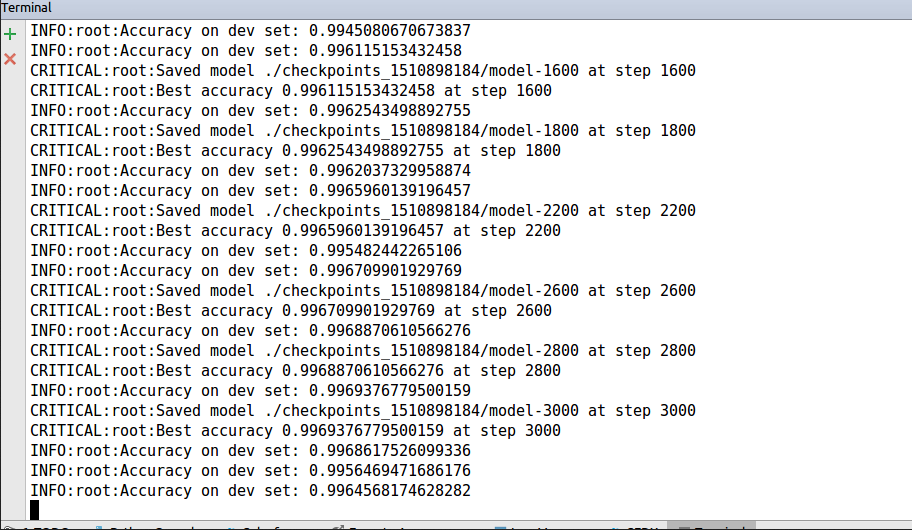 Terminal
INFO:root:Accuracy on dev set: 0.9945080670673837
INFO:root:Accuracy on dev set: 0.996115153432458
CRITICAL:root:Saved model ./checkpoints_1510898184/model-1600 at step 1600
CRITICAL:root:Best accuracy 0.996115153432458 at step 1600
INFO:root:Accuracy on dev set: 0.9962543498892755
CRITICAL:root:Saved model ./checkpoints_1510898184/model-1800 at step 1800
CRITICAL:root:Best accuracy 0.9962543498892755 at step 1800
INFO:root:Accuracy on dev set: 0.9962037329958874
INFO:root:Accuracy on dev set: 0.9965960139196457
CRITICAL:root:Saved model ./checkpoints_1510898184/model-2200 at step 2200
CRITICAL:root:Best accuracy 0.9965960139196457 at step 2200
INFO:root:Accuracy on dev set: 0.995482442265106
INFO:root:Accuracy on dev set: 0.996709901929769
CRITICAL:root:Saved model ./checkpoints_1510898184/model-2600 at step 2600
CRITICAL:root:Best accuracy 0.996709901929769 at step 2600
INFO:root:Accuracy on dev set: 0.9968870610566276
CRITICAL:root:Saved model ./checkpoints_1510898184/model-2800 at step 2800
CRITICAL:root:Best accuracy 0.9968870610566276 at step 2800
INFO:root:Accuracy on dev set: 0.9969376779500159
CRITICAL:root:Saved model ./checkpoints_1510898184/model-3000 at step 3000
CRITICAL:root:Best accuracy 0.9969376779500159 at step 3000
INFO:root:Accuracy on dev set: 0.9968617526099336
INFO:root:Accuracy on dev set: 0.9956469471686176
INFO:root:Accuracy on dev set: 0.9964568174628282